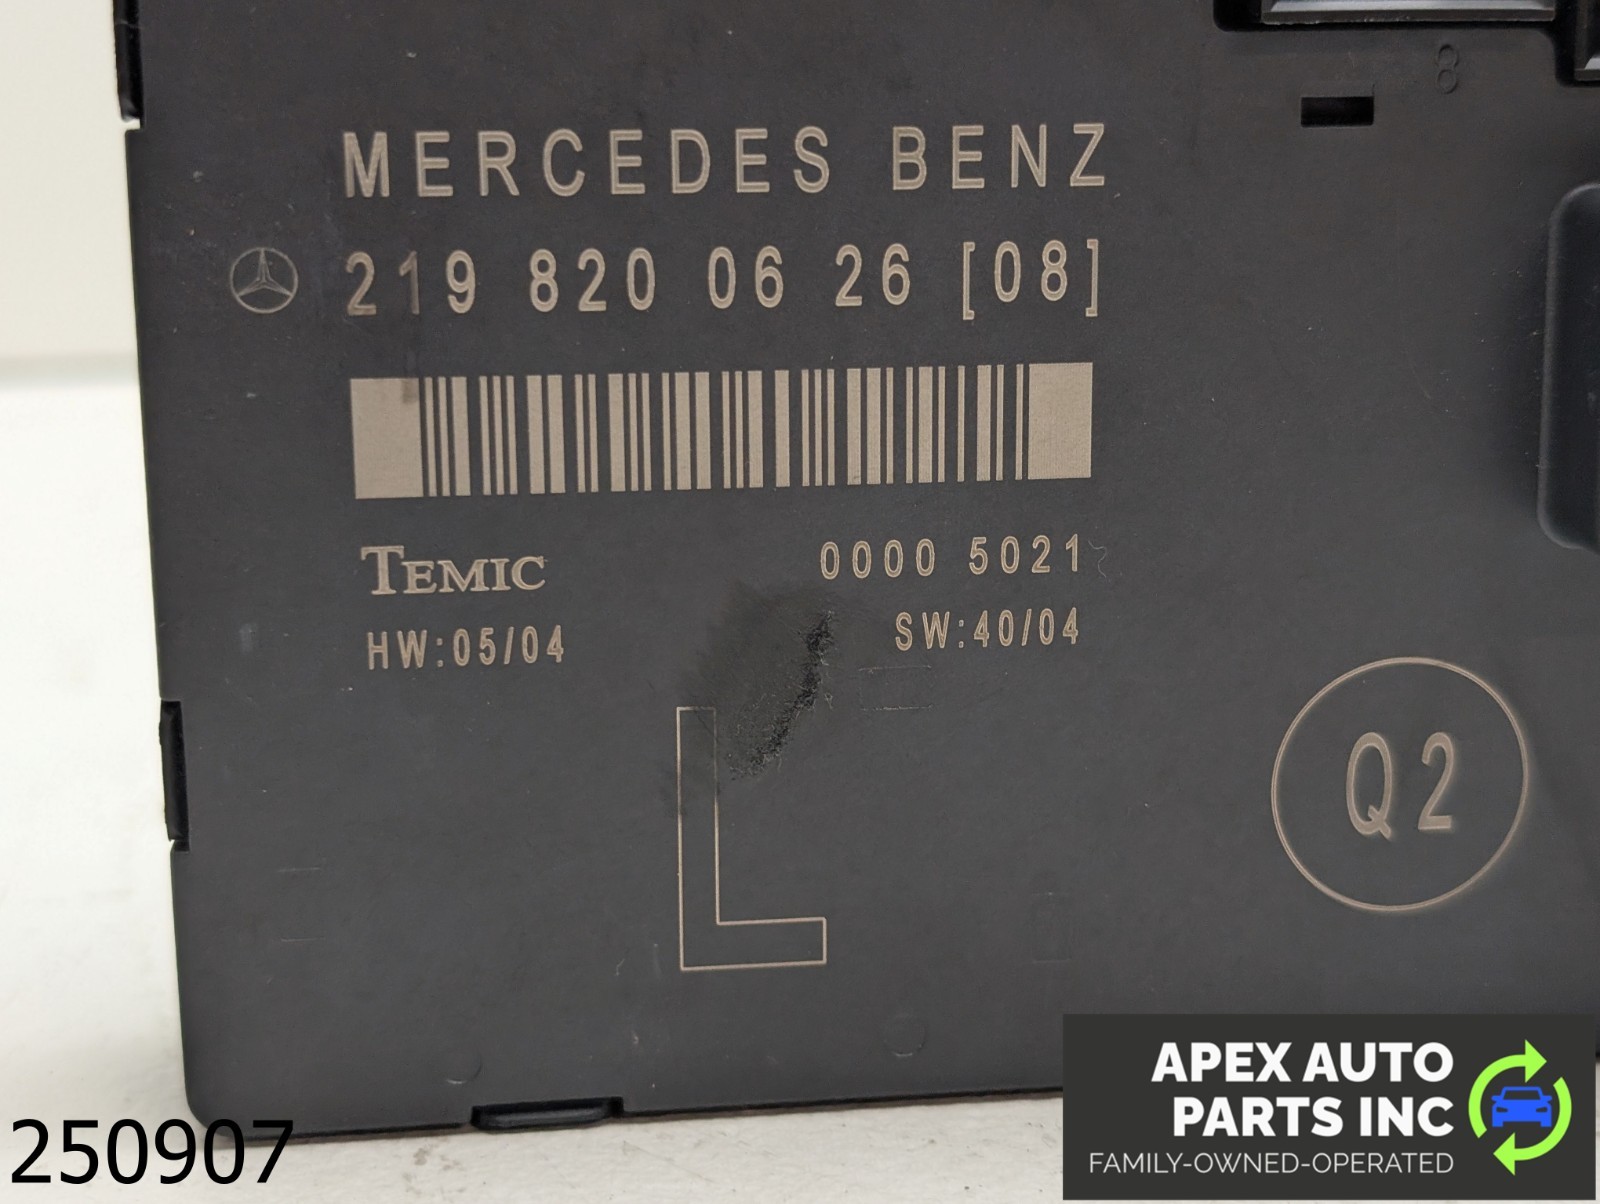 8
MERCEDES BENZ
219 820 06 26 [08]
TEMIC
0000 5021
HW:05/04
SW:40/04
L
Q2
250907
APEX AUTO
PARTS INC
FAMILY-OWNED-OPERATED